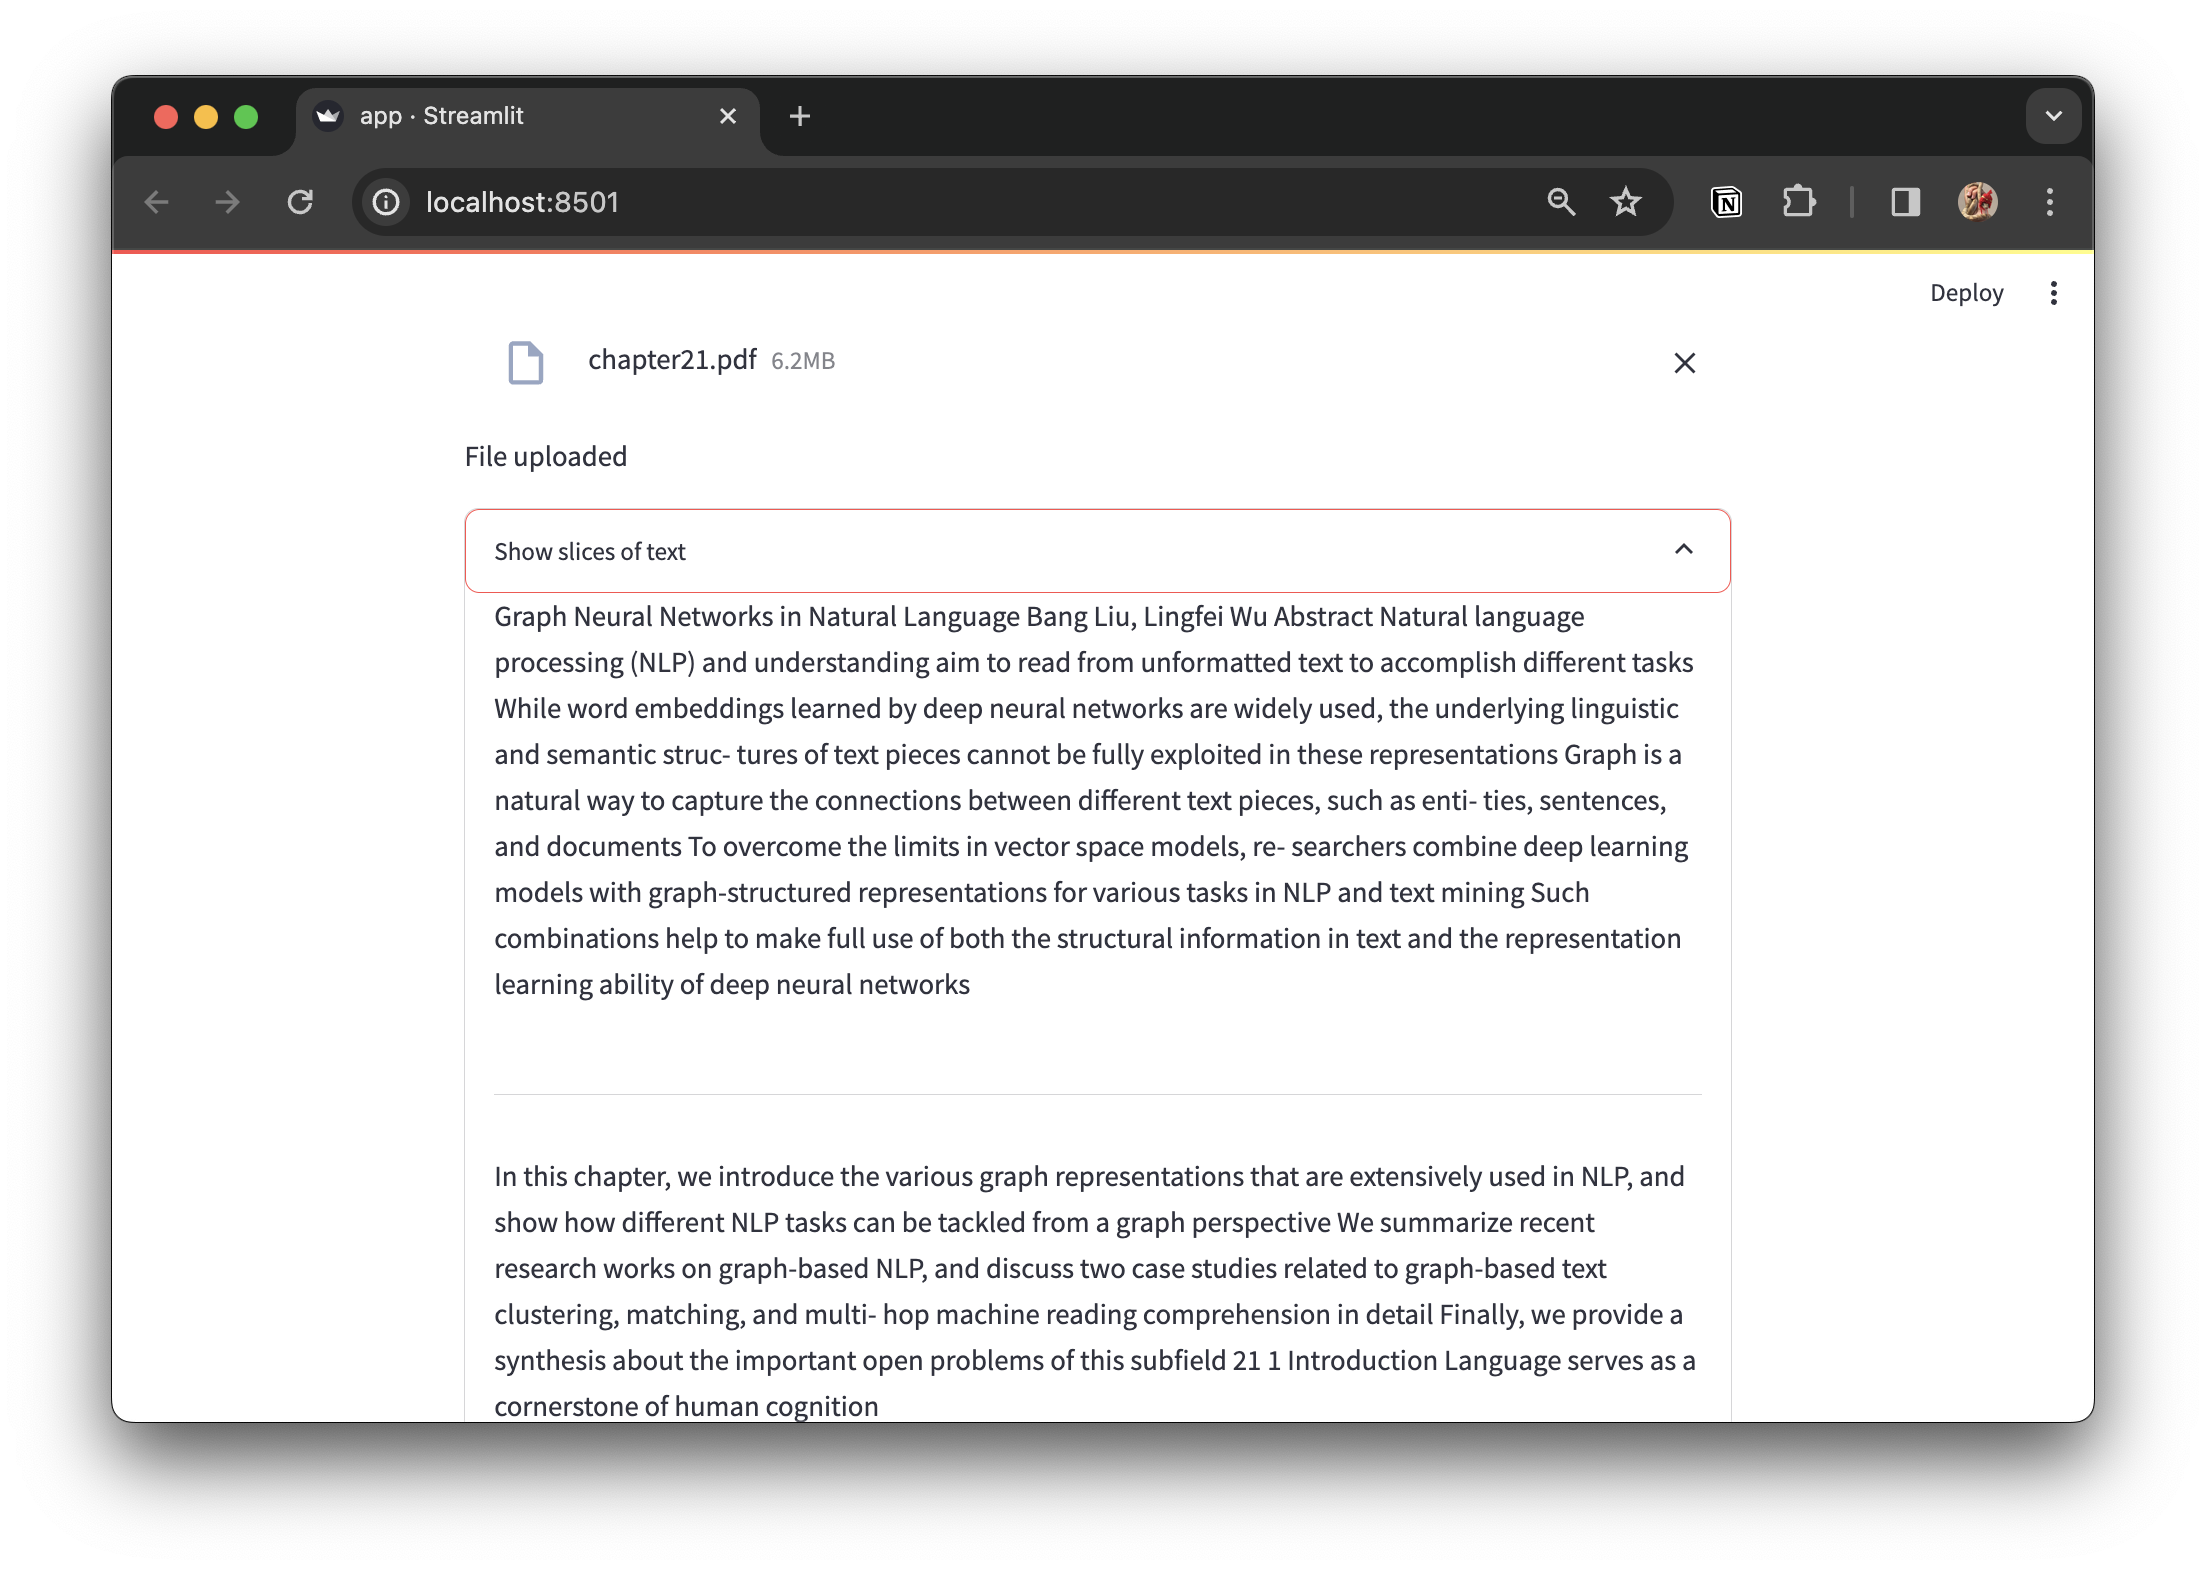 app · Streamlit
localhost:8501
Deploy
chapter21.pdf 6.2MB
File uploaded
Show slices of text
Graph Neural Networks in Natural Language Bang Liu, Lingfei Wu Abstract Natural language
processing (NLP) and understanding aim to read from unformatted text to accomplish different tasks
While word embeddings learned by deep neural networks are widely used, the underlying linguistic
and semantic struc- tures of text pieces cannot be fully exploited in these representations Graph is a
natural way to capture the connections between different text pieces, such as enti- ties, sentences,
and documents To overcome the limits in vector space models, re- searchers combine deep learning
models with graph-structured representations for various tasks in NLP and text mining Such
combinations help to make full use of both the structural information in text and the representation
learning ability of deep neural networks
In this chapter, we introduce the various graph representations that are extensively used in NLP, and
show how different NLP tasks can be tackled from a graph perspective We summarize recent
research works on graph-based NLP, and discuss two case studies related to graph-based text
clustering, matching, and multi- hop machine reading comprehension in detail Finally, we provide a
synthesis about the important open problems of this subfield 21 1 Introduction Language serves as a
cornerstone of human cognition